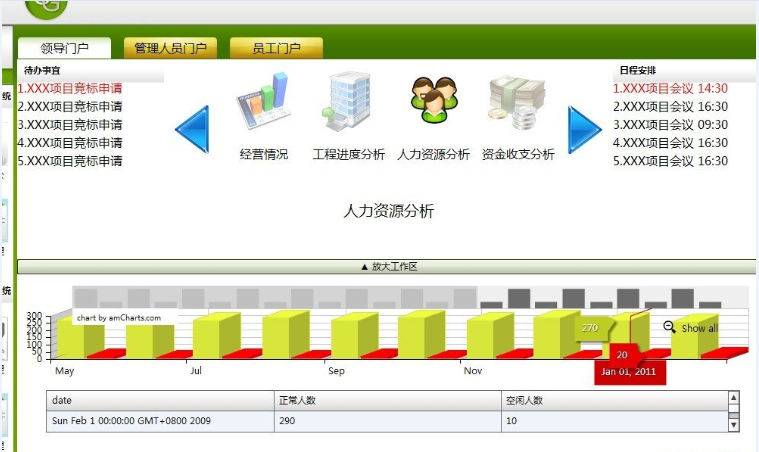 领导门户
管理人员门户
员工门户
待办事宜
1.XXX项目竞标申请
2.XXX项目竞标申请
3.XXX项目竞标申请
4.XXX项目竞标申请
5.XXX项目竞标申请
经营情况
工程进度分析
人力资源分析
资金收支分析
日程安排
1.XXX项目会议 14:30
2.XXX项目会议 16:30
3.XXX项目会议 09:30
4.XXX项目会议 16:30
5.XXX项目会议 16:30
统
人力资源分析
▲ 放大工作区
统
chart by amCharts.com
300
250
200
150
100
50
0
270
Show all
20
May
Jul
Sep
Nov
Jan 01, 2011
date 正常人数 空闲人数
Sun Feb 1 00:00:00 GMT+0800 2009 290 10